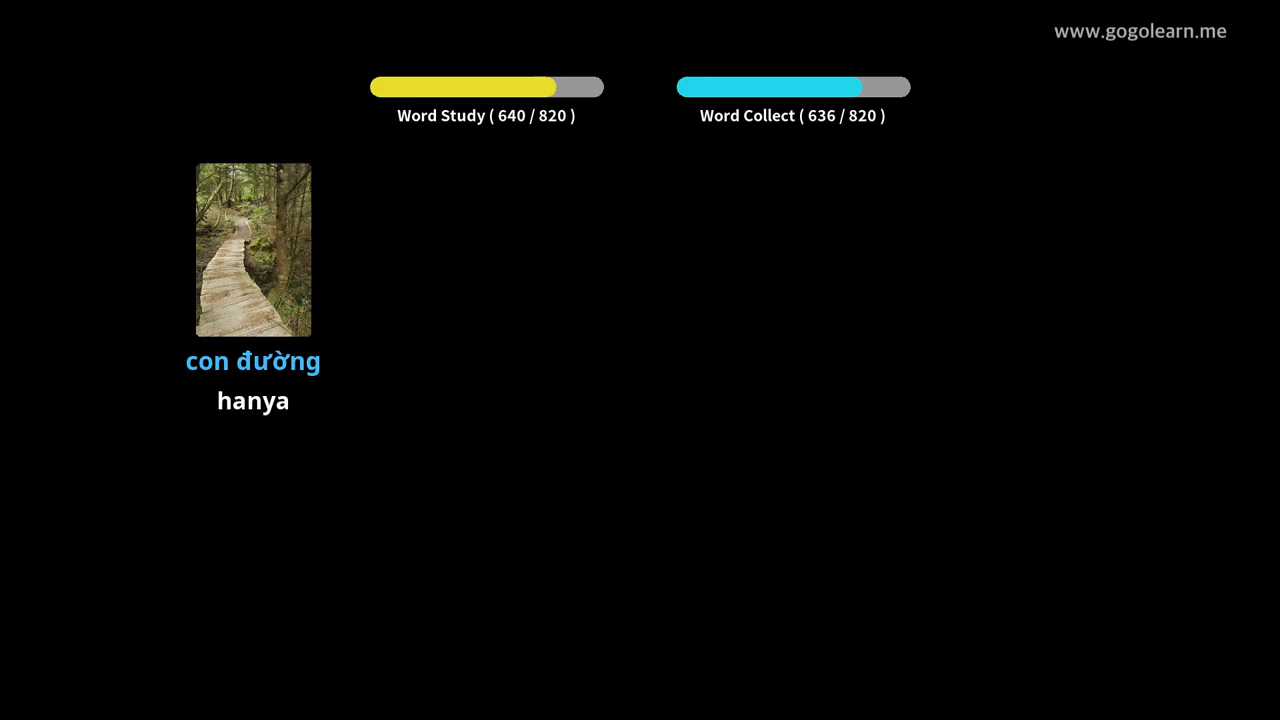 www.gogolearn.me
Word Study ( 640 / 820 )
Word Collect ( 636 / 820 )
con đường
hanya